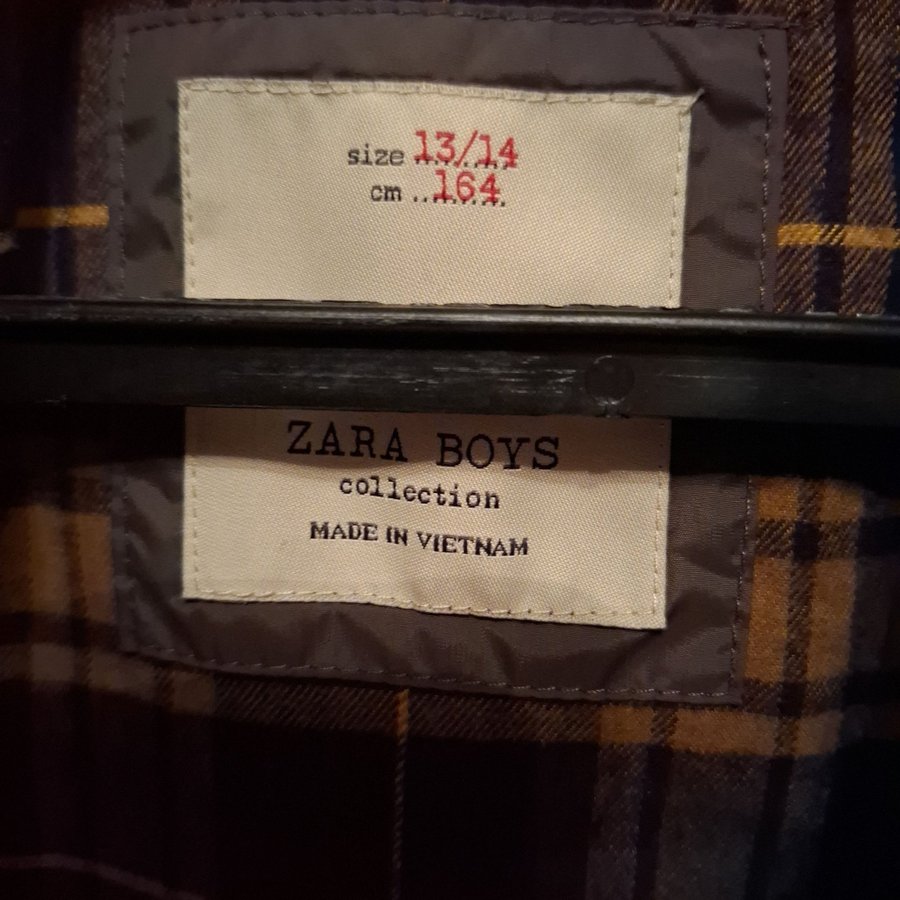 size 13/14
cm 164
ZARA BOYS
collection
MADE IN VIETNAM